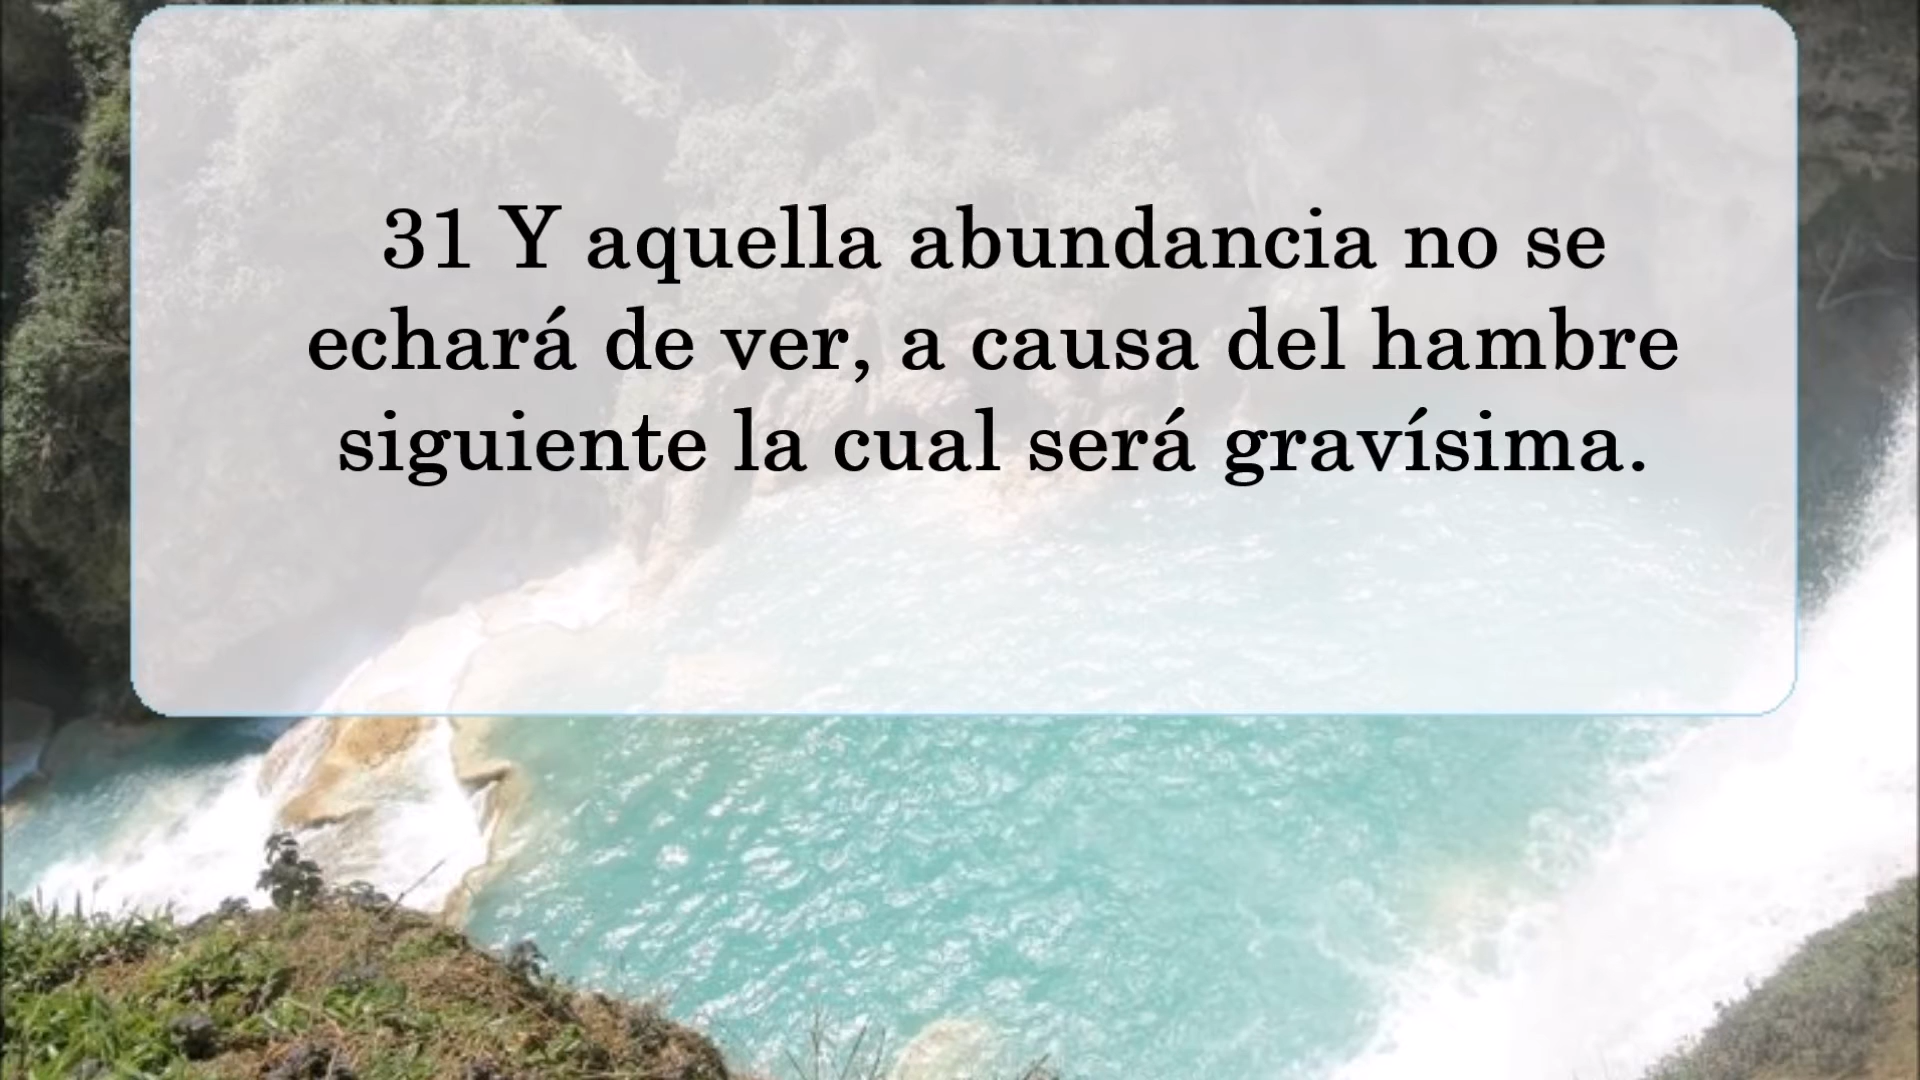 31 Y aquella abundancia no se
echará de ver, a causa del hambre
siguiente la cual será gravísima.